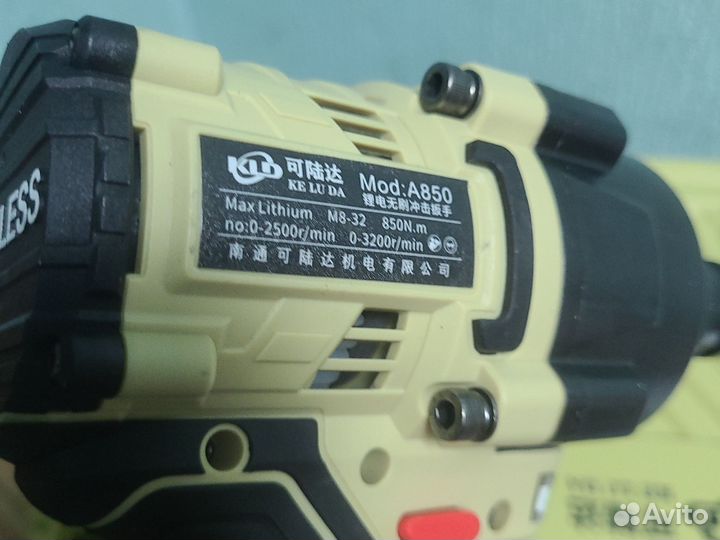 LESS
KLD 可陆达 Mod:A850
KE LU DA 锂电无刷冲击扳手
Max Lithium M8-32 850N.m
no:0-2500r/min 0-3200r/min
南通可陆达机电有限公司
Avito